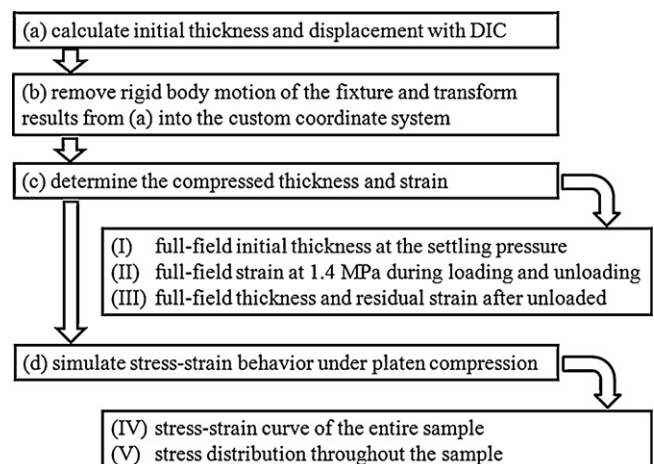 (a) calculate initial thickness and displacement with DIC
(b) remove rigid body motion of the fixture and transform
results from (a) into the custom coordinate system
(c) determine the compressed thickness and strain
(I) full-field initial thickness at the settling pressure
(II) full-field strain at 1.4 MPa during loading and unloading
(III) full-field thickness and residual strain after unloaded
(d) simulate stress-strain behavior under platen compression
(IV) stress-strain curve of the entire sample
(V) stress distribution throughout the sample